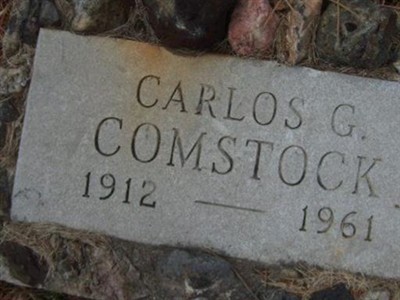 CARLOS G.
COMSTOCK
1912 — 1961